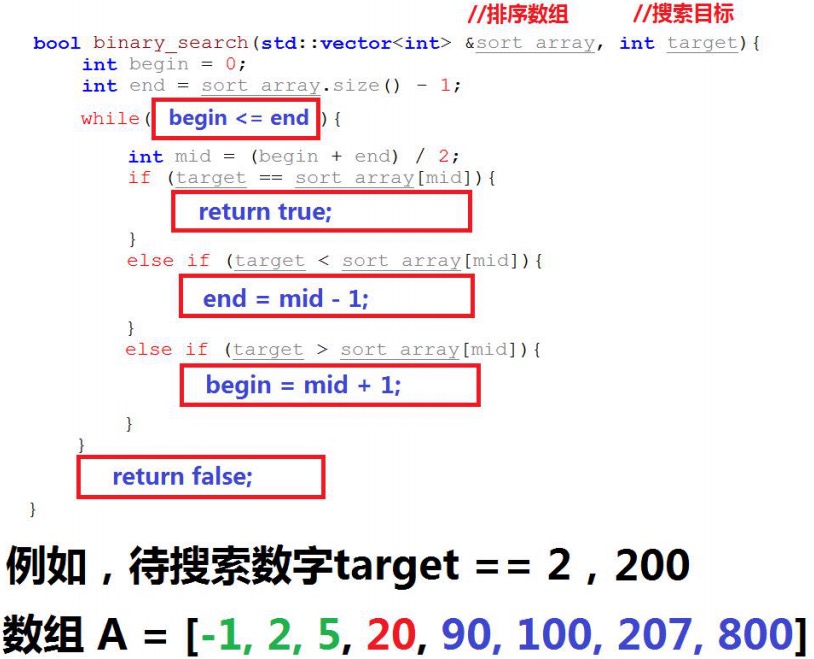 //排序数组 //搜索目标
bool binary_search(std::vector<int> &sort_array, int target){
int begin = 0;
int end = sort_array.size() - 1;
while( begin <= end ){
int mid = (begin + end) / 2;
if (target == sort_array[mid]){
return true;
}
else if (target < sort_array[mid]){
end = mid - 1;
}
else if (target > sort_array[mid]){
begin = mid + 1;
}
}
return false;
}
例如，待搜索数字target == 2，200
数组 A = [-1, 2, 5, 20, 90, 100, 207, 800]